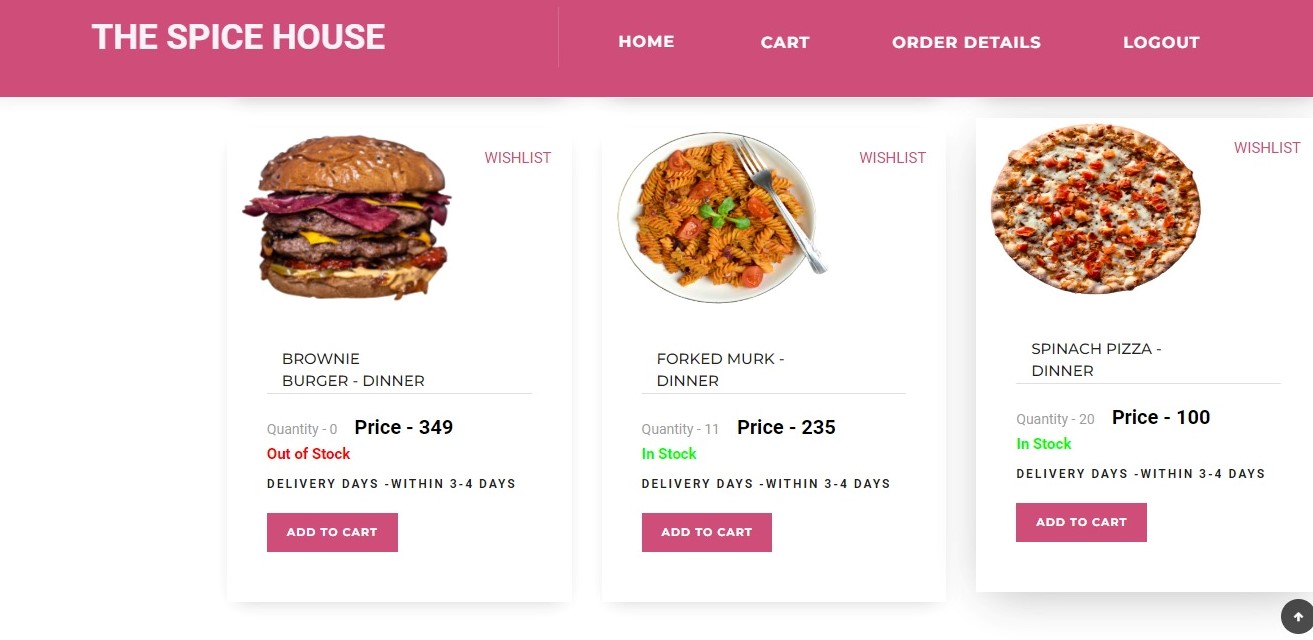 THE SPICE HOUSE
HOME CART ORDER DETAILS LOGOUT
WISHLIST
BROWNIE
BURGER - DINNER
Quantity - 0 Price - 349
Out of Stock
DELIVERY DAYS -WITHIN 3-4 DAYS
ADD TO CART
WISHLIST
FORKED MURK -
DINNER
Quantity - 11 Price - 235
In Stock
DELIVERY DAYS -WITHIN 3-4 DAYS
ADD TO CART
WISHLIST
SPINACH PIZZA -
DINNER
Quantity - 20 Price - 100
In Stock
DELIVERY DAYS -WITHIN 3-4 DAYS
ADD TO CART